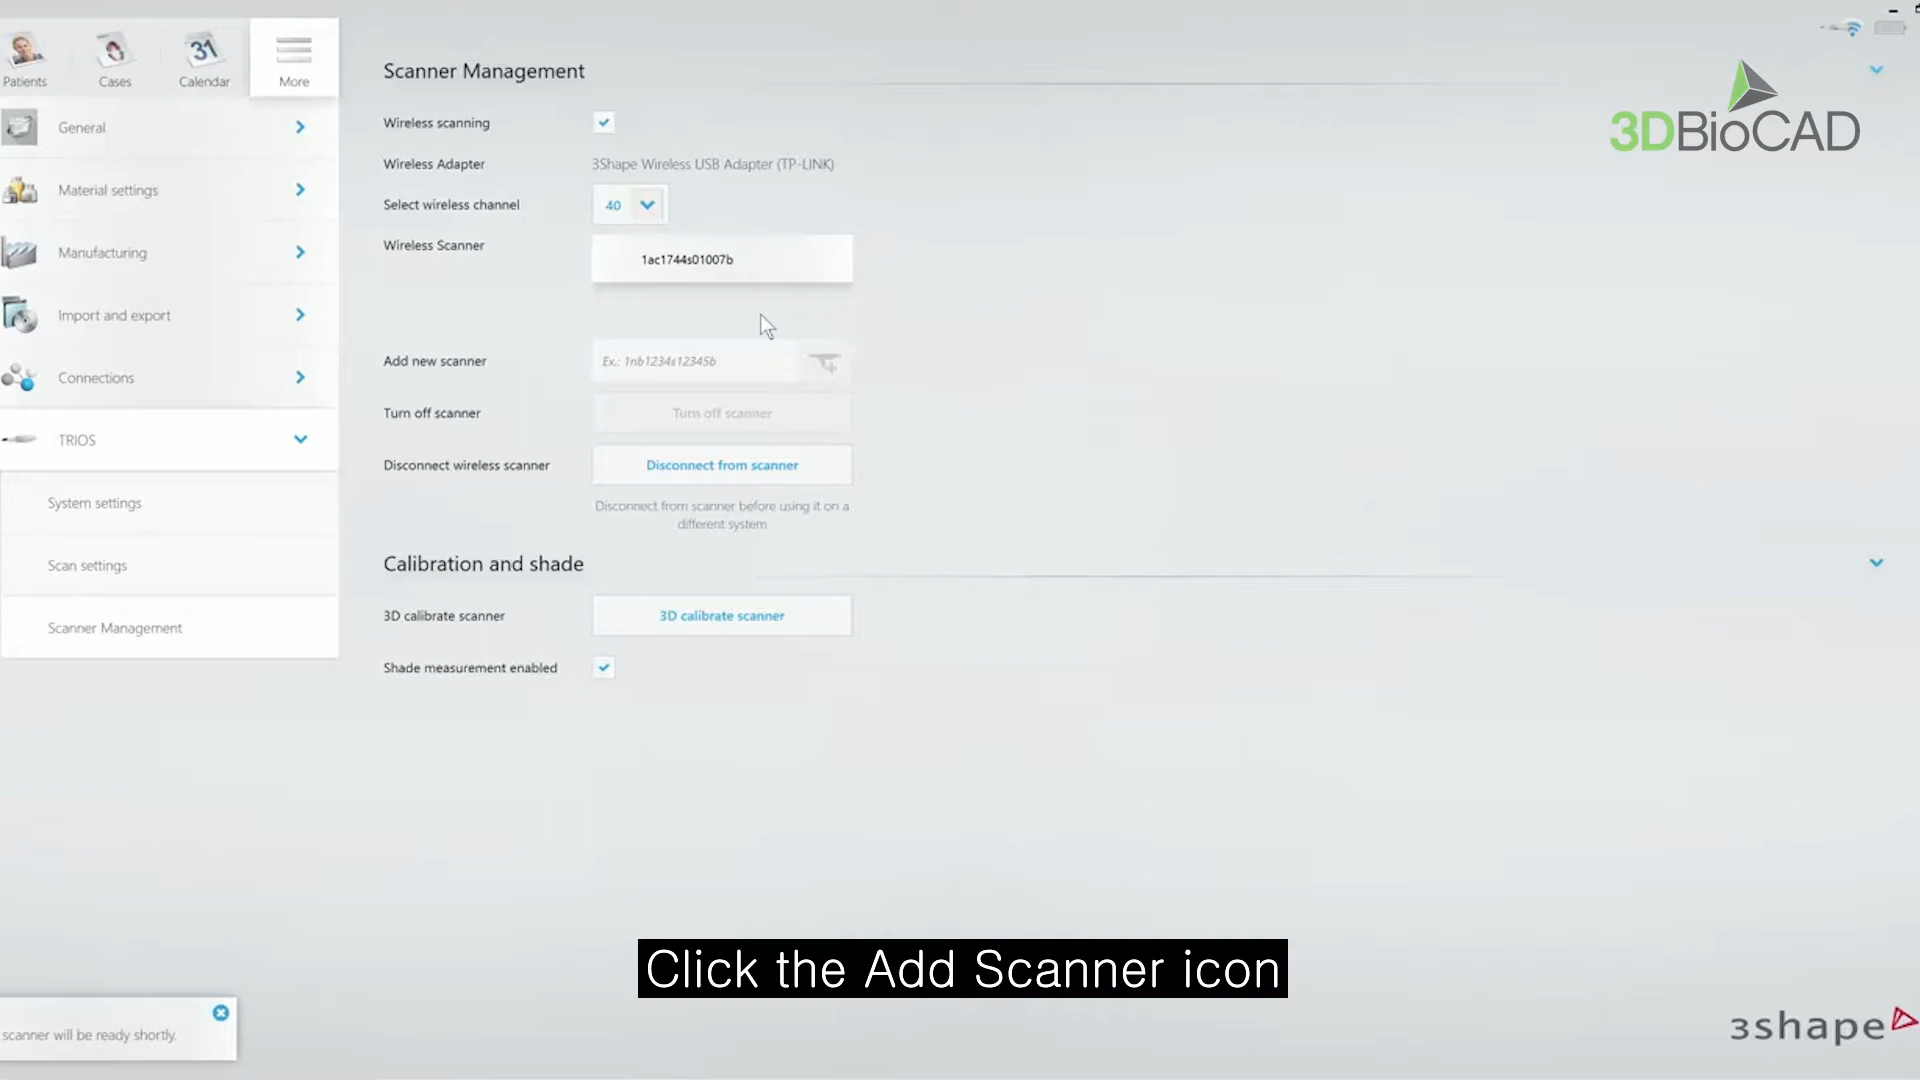 Patients
Cases
31
Calendar
More
General
Material settings
Manufacturing
Import and export
Connections
TRIOS
System settings
Scan settings
Scanner Management
scanner will be ready shortly.
Scanner Management
Wireless scanning
Wireless Adapter
3Shape Wireless USB Adapter (TP-LINK)
Select wireless channel
40
Wireless Scanner
1ac1744s01007b
Add new scanner
Ex.: 1nb1234s12345b
Turn off scanner
Turn off scanner
Disconnect wireless scanner
Disconnect from scanner
Disconnect from scanner before using it on a
different system
Calibration and shade
3D calibrate scanner
3D calibrate scanner
Shade measurement enabled
3DBioCAD
Click the Add Scanner icon
3shape